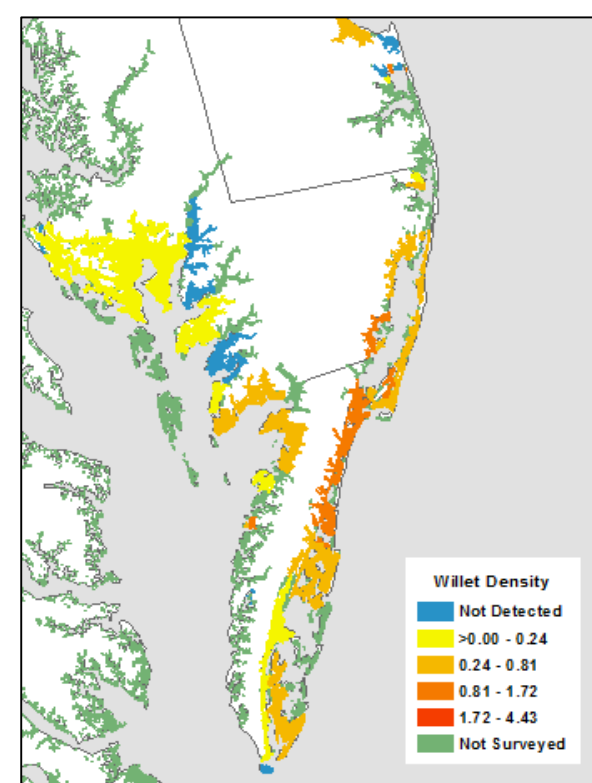 Willet Density
Not Detected
>0.00 - 0.24
0.24 - 0.81
0.81 - 1.72
1.72 - 4.43
Not Surveyed